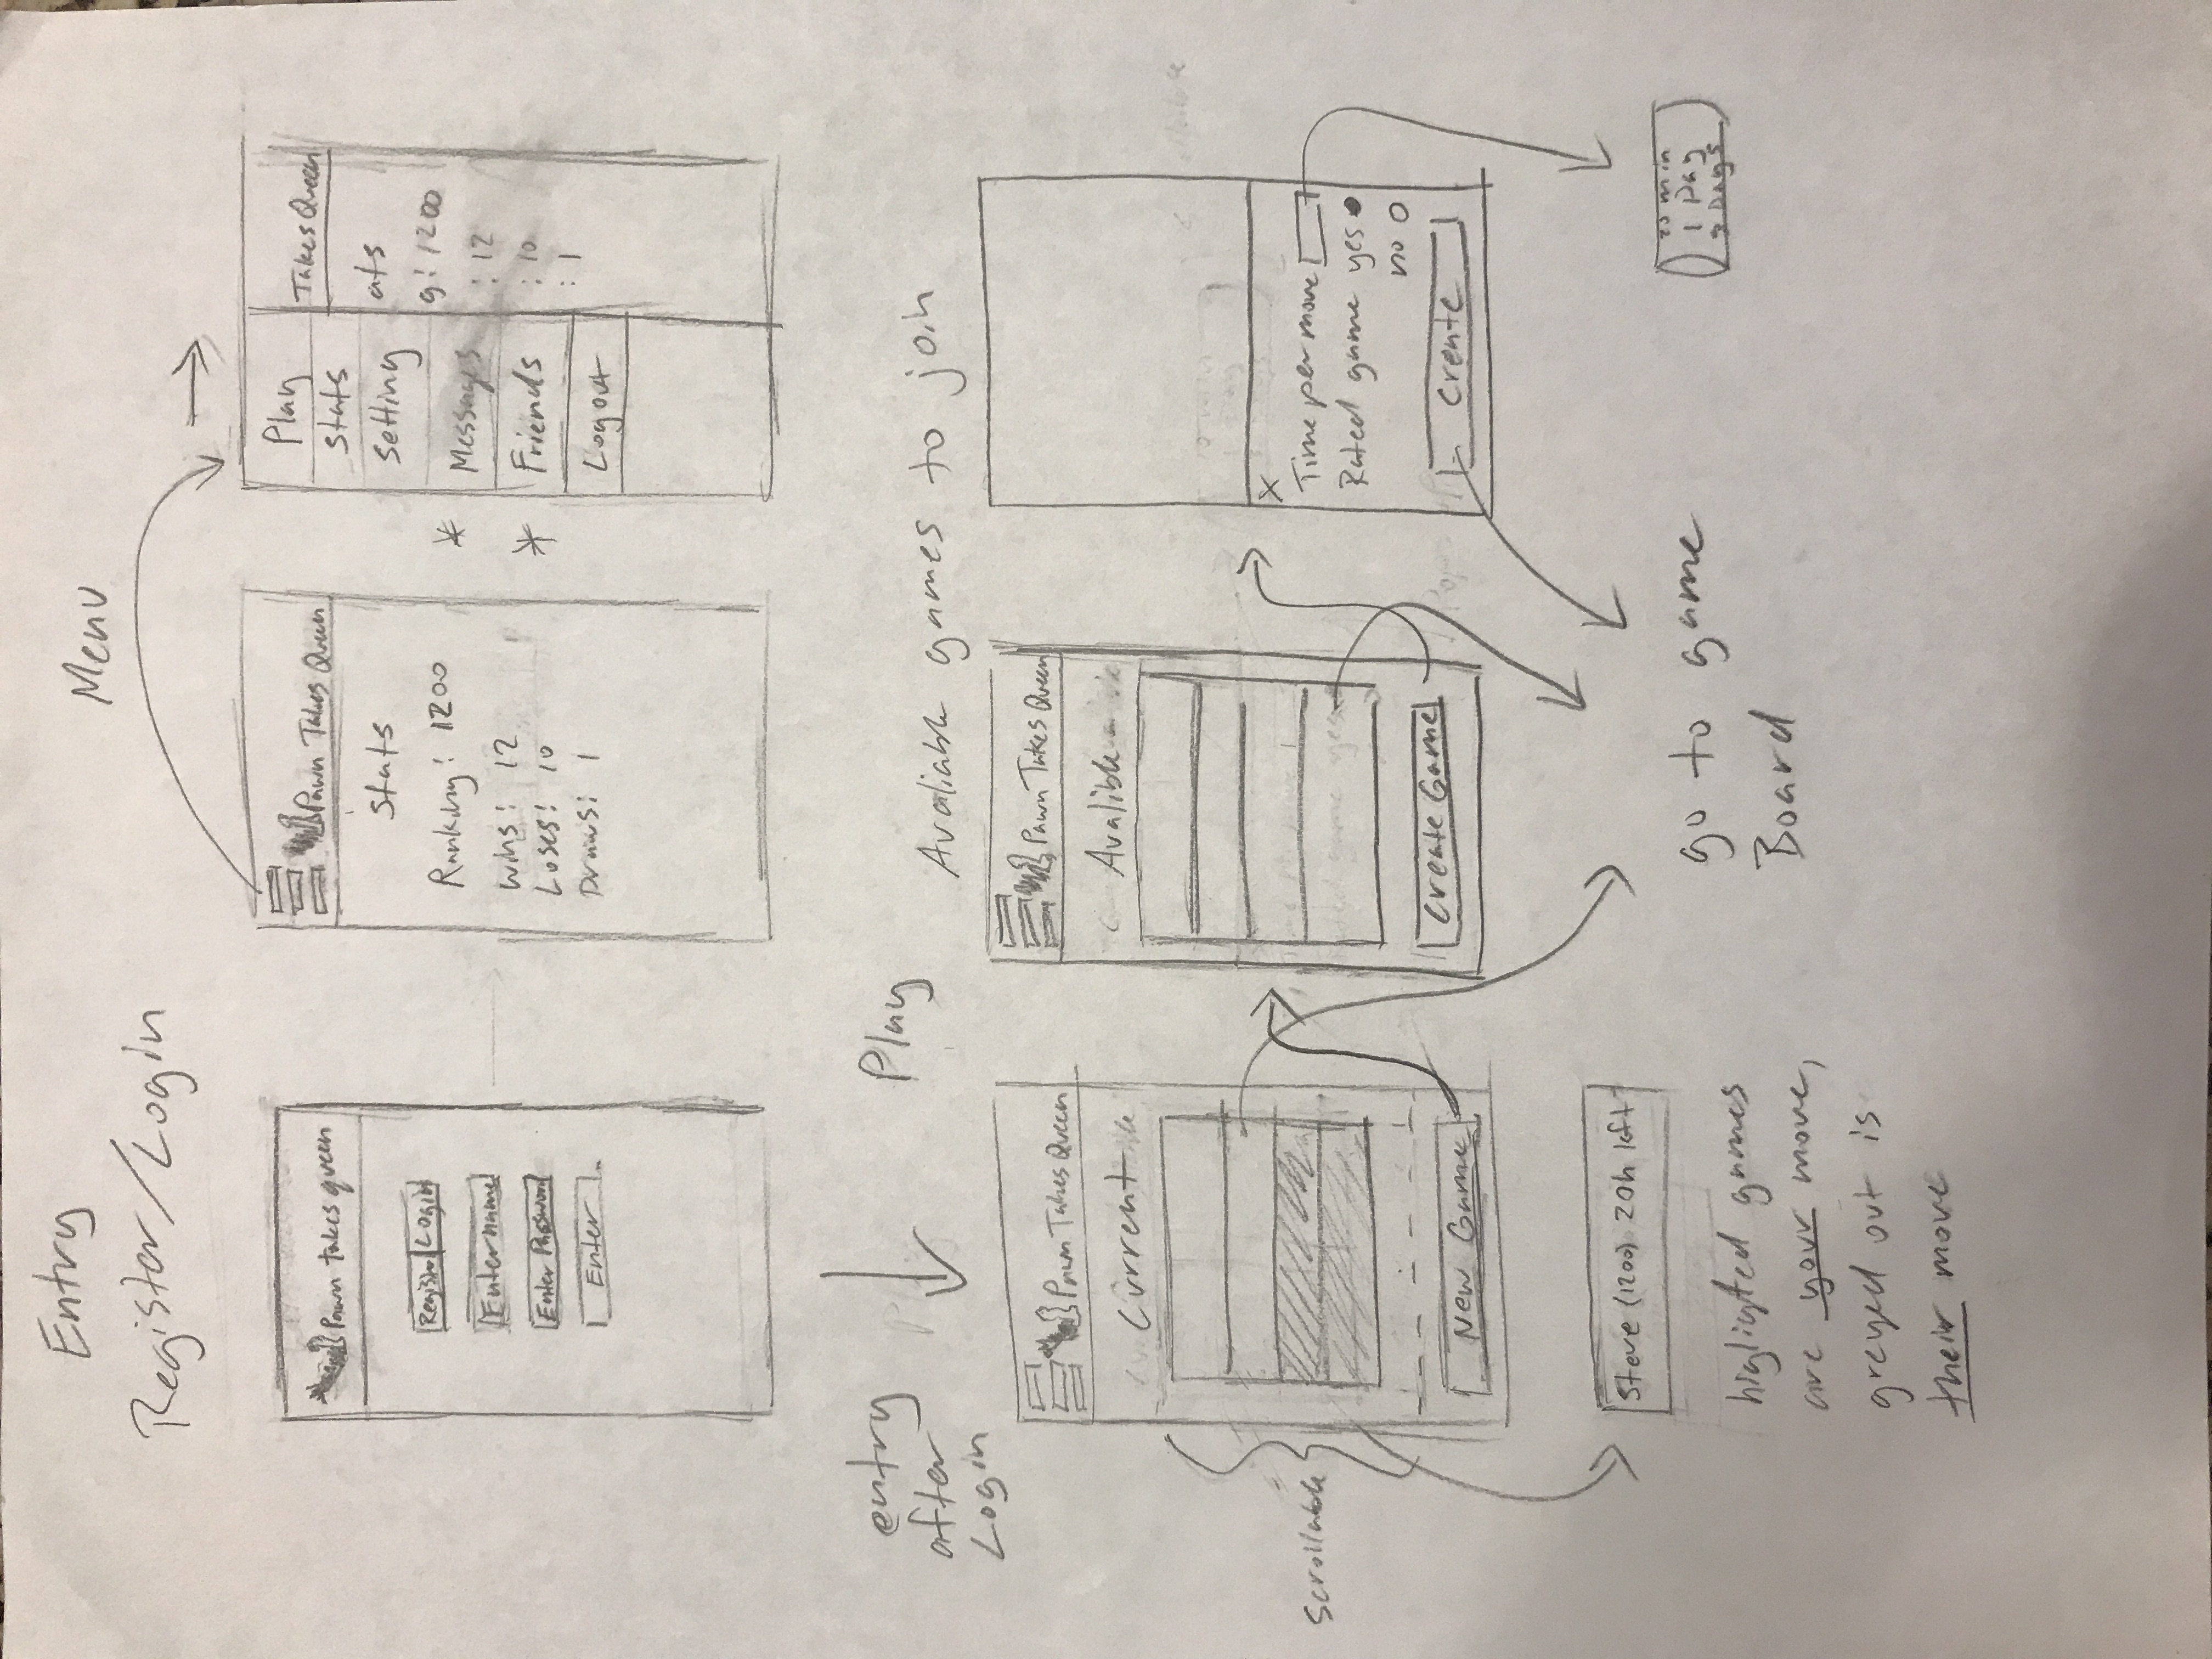 Entry
Register/Login
Menu
Pawn takes queen
Register Login
Enter name
Enter Password
Enter
Pawn Takes Queen
Stats
Ranking: 1200
Wins: 12
Loses: 10
Draws: 1
Play
Stats
Setting
* Messages
* Friends
Logout
Takes Queen
ats
g: 1200
: 12
: 10
: 1
entry
after
Login
Play
Avaliable games to join
Pawn Takes Queen
Current
Scrollable
New Game
Pawn Takes Queen
Avalible
Create Game
X
Time per move
Rated game yes
no
Create
Steve (1200) 20h left
higligted games
are your move,
greyed out is
their move
go to game
Board
min
1 Day
Days